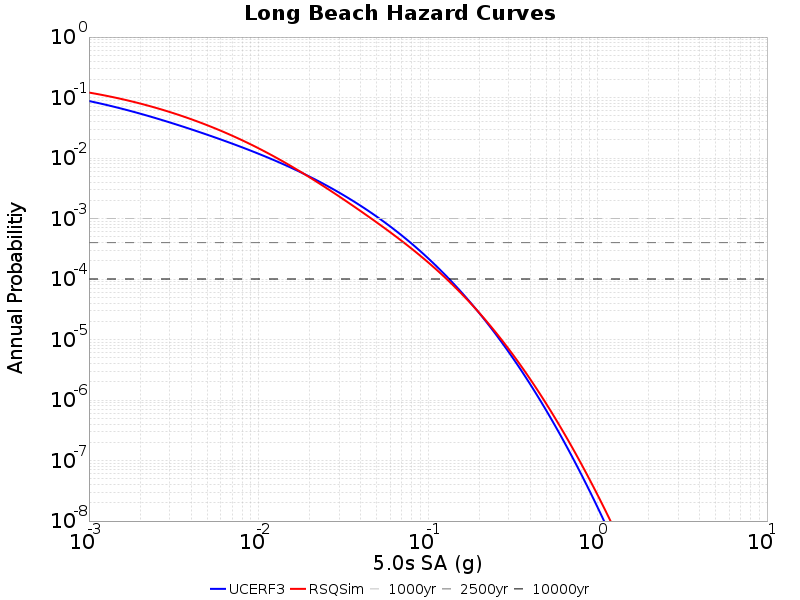 Long Beach Hazard Curves
10^0
10^-1
10^-2
10^-3
10^-4
10^-5
10^-6
10^-7
10^-8
Annual Probabilitiy
10^-3 10^-2 10^-1 10^0 10^1
5.0s SA (g)
UCERF3 RSQSim 1000yr 2500yr 10000yr